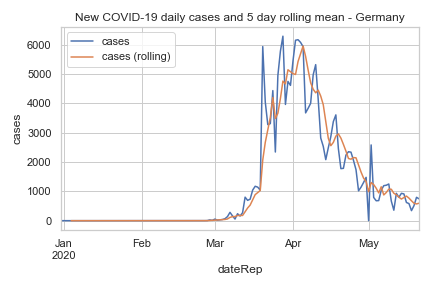 New COVID-19 daily cases and 5 day rolling mean - Germany
cases
cases (rolling)
6000
5000
4000
3000
2000
1000
0
cases
Jan Feb Mar Apr May
2020
dateRep